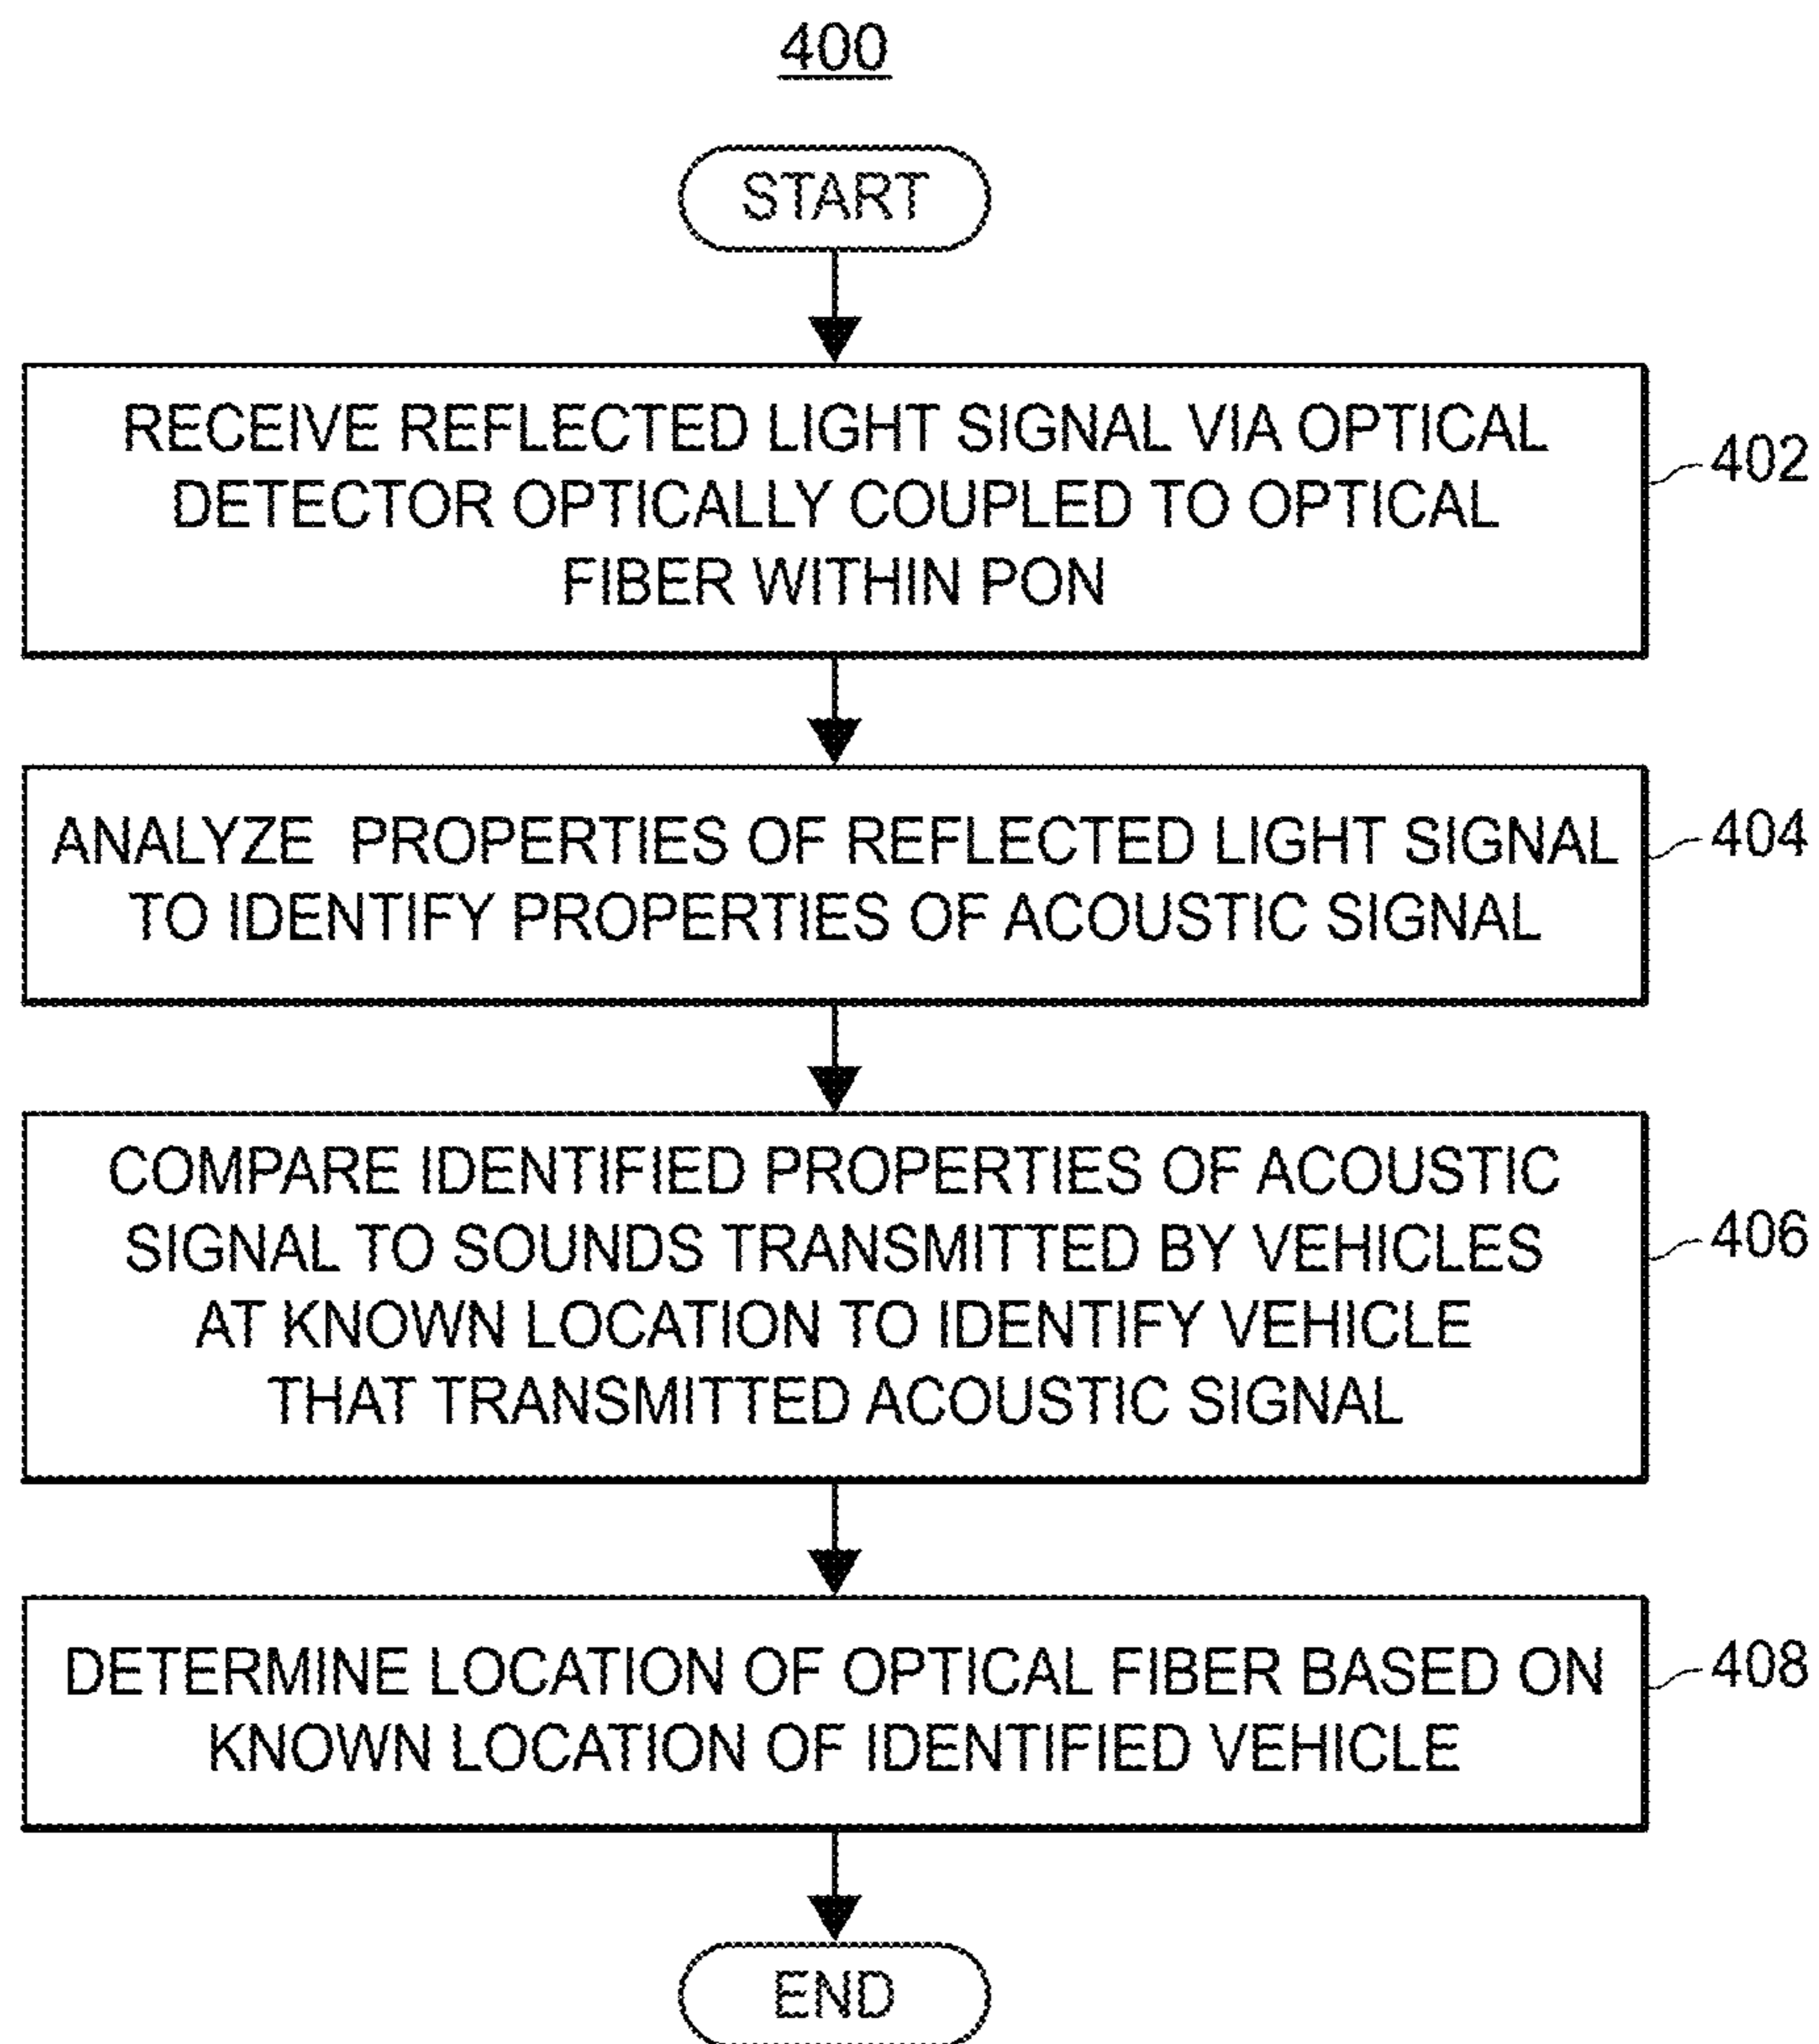 400
START
RECEIVE REFLECTED LIGHT SIGNAL VIA OPTICAL
DETECTOR OPTICALLY COUPLED TO OPTICAL
FIBER WITHIN PON
402
ANALYZE PROPERTIES OF REFLECTED LIGHT SIGNAL
TO IDENTIFY PROPERTIES OF ACOUSTIC SIGNAL
404
COMPARE IDENTIFIED PROPERTIES OF ACOUSTIC
SIGNAL TO SOUNDS TRANSMITTED BY VEHICLES
AT KNOWN LOCATION TO IDENTIFY VEHICLE
THAT TRANSMITTED ACOUSTIC SIGNAL
406
DETERMINE LOCATION OF OPTICAL FIBER BASED ON
KNOWN LOCATION OF IDENTIFIED VEHICLE
408
END